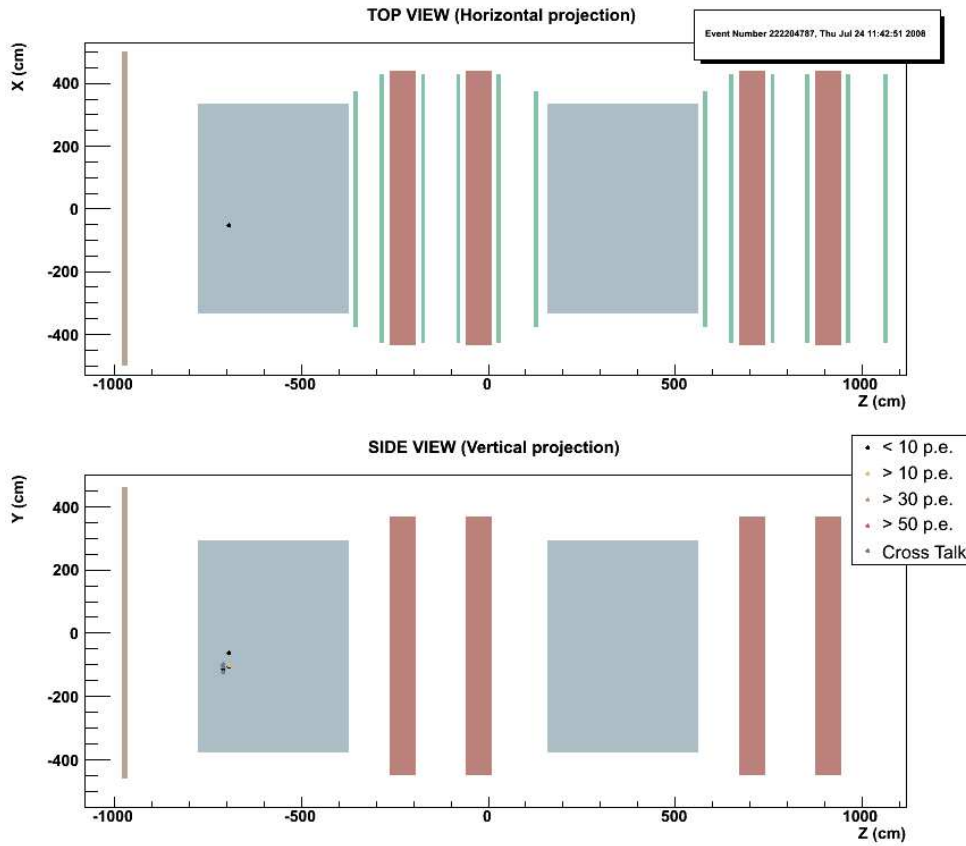 TOP VIEW (Horizontal projection)
Event Number 222204787, Thu Jul 24 11:42:51 2008
X (cm)
400
200
0
-200
-400
-1000
-500
0
500
1000
Z (cm)
SIDE VIEW (Vertical projection)
< 10 p.e.
> 10 p.e.
> 30 p.e.
> 50 p.e.
Cross Talk
Y (cm)
400
200
0
-200
-400
-1000
-500
0
500
1000
Z (cm)